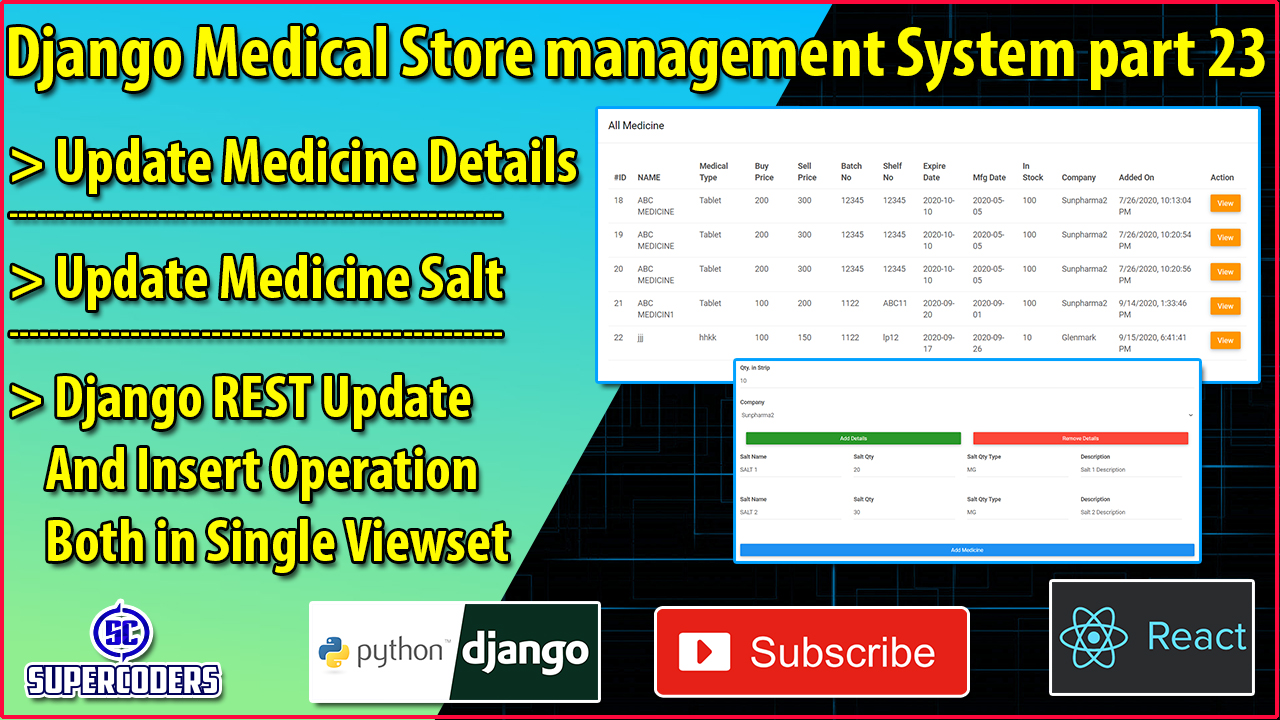 Django Medical Store management System part 23
> Update Medicine Details
--------------------------------------------------
> Update Medicine Salt
--------------------------------------------------
> Django REST Update
And Insert Operation
Both in Single Viewset
All Medicine
#ID NAME Medical Type Buy Price Sell Price Batch No Shelf No Expire Date Mfg Date In Stock Company Added On Action
18 ABC MEDICINE Tablet 200 300 12345 12345 2020-10-10 2020-05-05 100 Sunpharma2 7/26/2020, 10:13:04 PM View
19 ABC MEDICINE Tablet 200 300 12345 12345 2020-10-10 2020-05-05 100 Sunpharma2 7/26/2020, 10:20:54 PM View
20 ABC MEDICINE Tablet 200 300 12345 12345 2020-10-10 2020-05-05 100 Sunpharma2 7/26/2020, 10:20:56 PM View
21 ABC MEDICIN1 Tablet 100 200 1122 ABC11 2020-09-20 2020-09-01 100 Sunpharma2 9/14/2020, 1:33:46 PM View
22 jjj hhkk 100 150 1122 lp12 2020-09-17 2020-09-26 10 Glenmark 9/15/2020, 6:41:41 PM View
Qty. In Strip
10
Company
Sunpharma2
Add Details Remove Details
Salt Name Salt Qty Salt Qty Type Description
SALT 1 20 MG Salt 1 Description
Salt Name Salt Qty Salt Qty Type Description
SALT 2 30 MG Salt 2 Description
Add Medicine
SC
SUPERCODERS
python™ django
Subscribe
React